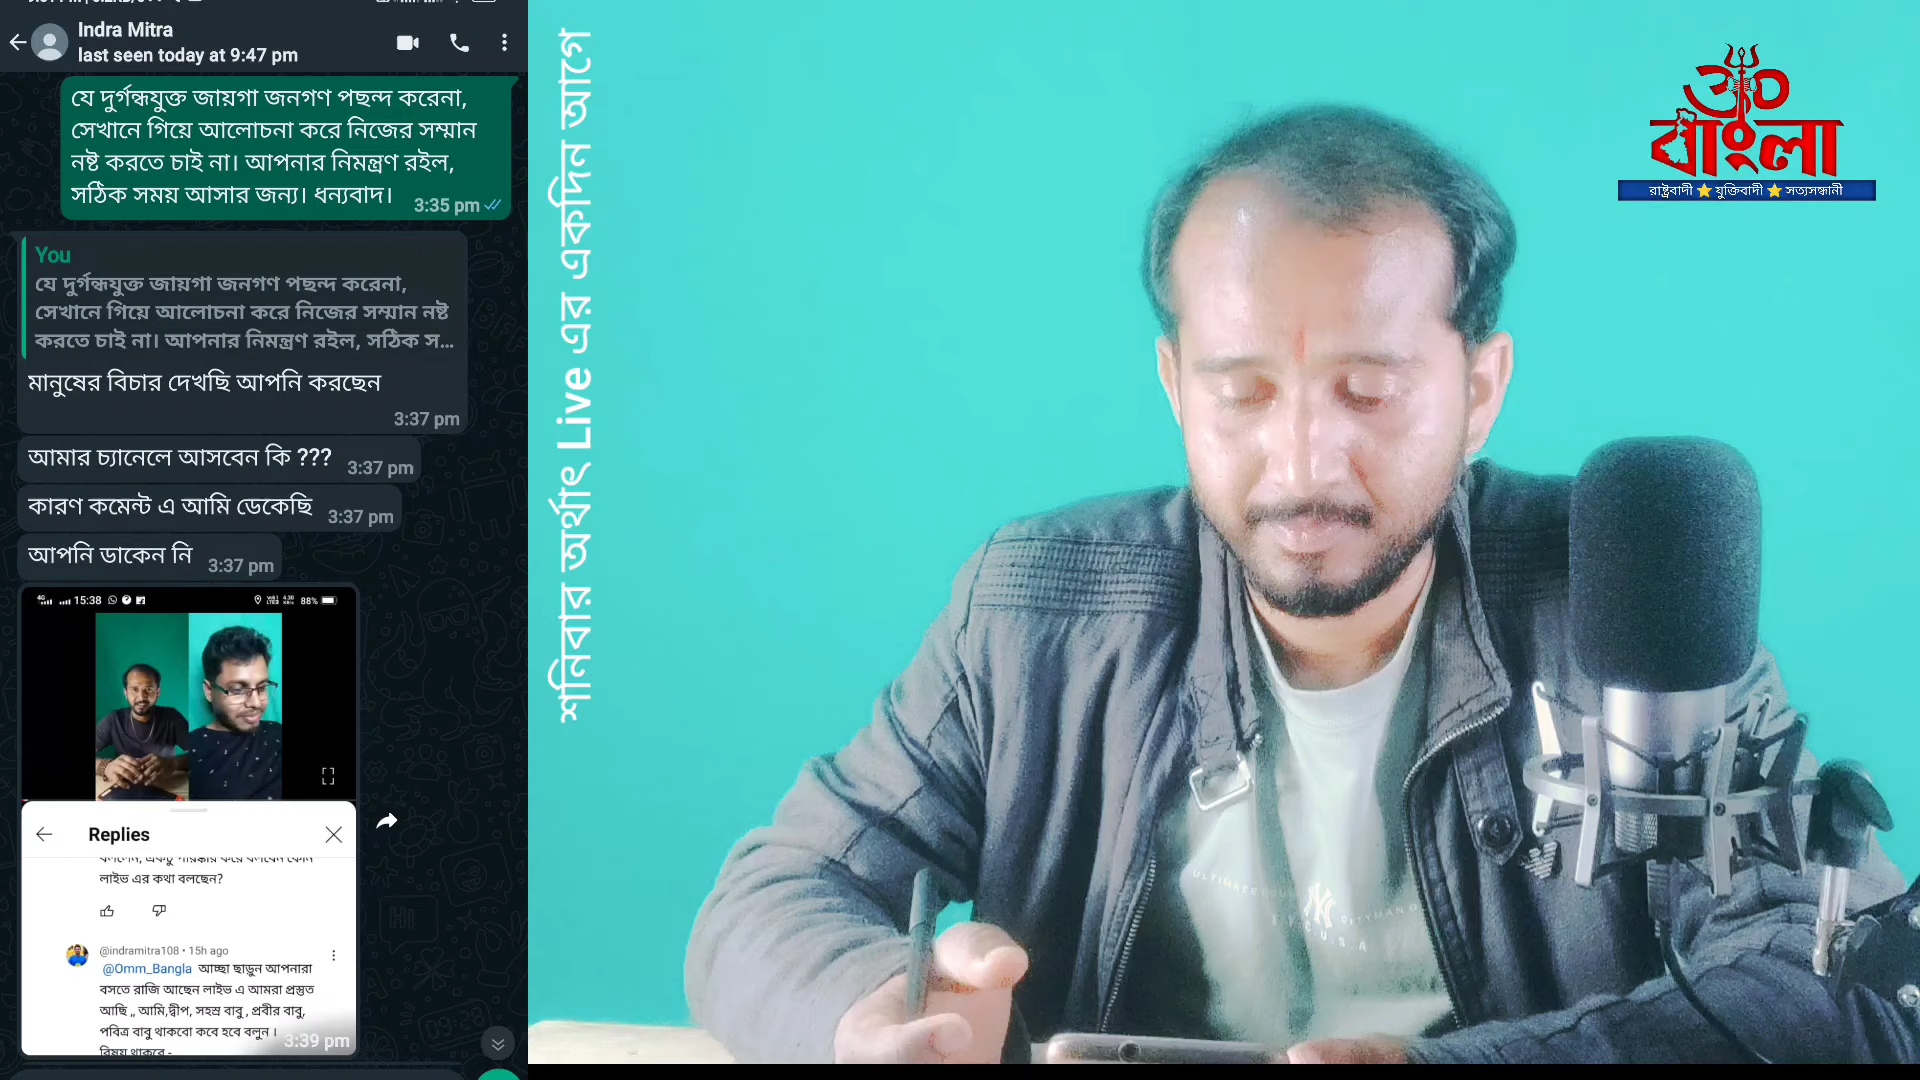 Indra Mitra
last seen today at 9:47 pm
যে দুর্গন্ধযুক্ত জায়গা জনগণ পছন্দ করেনা,
সেখানে গিয়ে আলোচনা করে নিজের সম্মান
নষ্ট করতে চাই না। আপনার নিমন্ত্রণ রইল,
সঠিক সময় আসার জন্য। ধন্যবাদ।
3:35 pm
You
যে দুর্গন্ধযুক্ত জায়গা জনগণ পছন্দ করেনা,
সেখানে গিয়ে আলোচনা করে নিজের সম্মান নষ্ট
করতে চাই না। আপনার নিমন্ত্রণ রইল, সঠিক স...
মানুষের বিচার দেখছি আপনি করছেন
3:37 pm
আমার চ্যানেলে আসবেন কি ???
3:37 pm
কারণ কমেন্ট এ আমি ডেকেছি
3:37 pm
আপনি ডাকেন নি
3:37 pm
15:38
88%
Replies
লাইভ এর কথা বলছেন?
@indramitra108 • 15h ago
@Omm_Bangla আচ্ছা ছাড়ুন আপনারা
বসতে রাজি আছেন লাইভ এ আমরা প্রস্তুত
আছি ,, আমি,দ্বীপ, সহস্র বাবু , প্রবীর বাবু,
পবিত্র বাবু থাকবো কবে হবে বলুন ।
বিষয় থাকবে -
3:39 pm
শনিবার অর্থাৎ Live এর একদিন আগে
বাংলা
রাষ্ট্রবাদী ⭐ যুক্তিবাদী ⭐ সত্যসন্ধানী